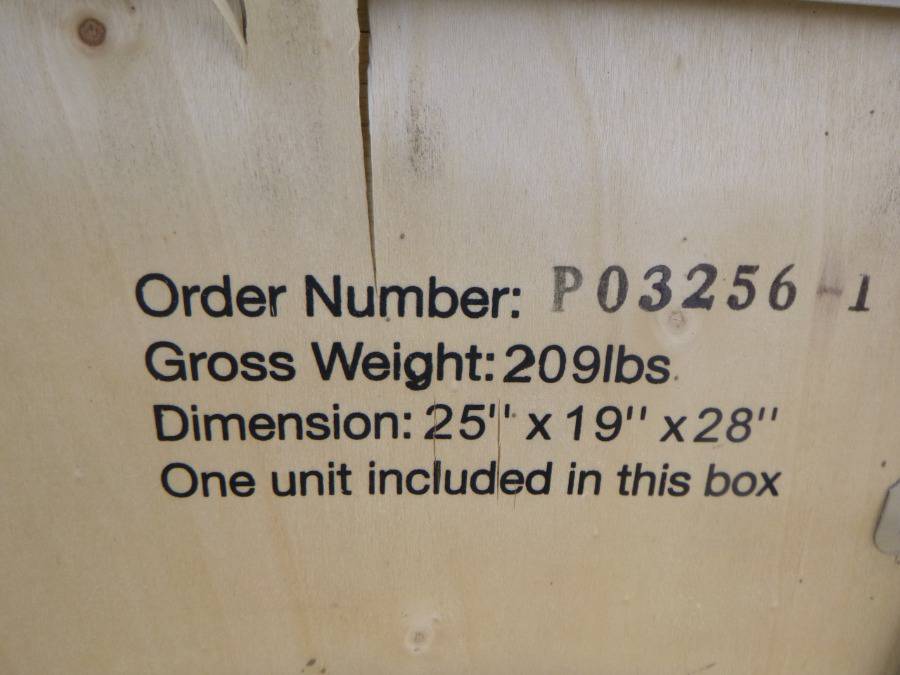 Order Number: P03256-1
Gross Weight: 209lbs.
Dimension: 25" x 19" x 28"
One unit included in this box